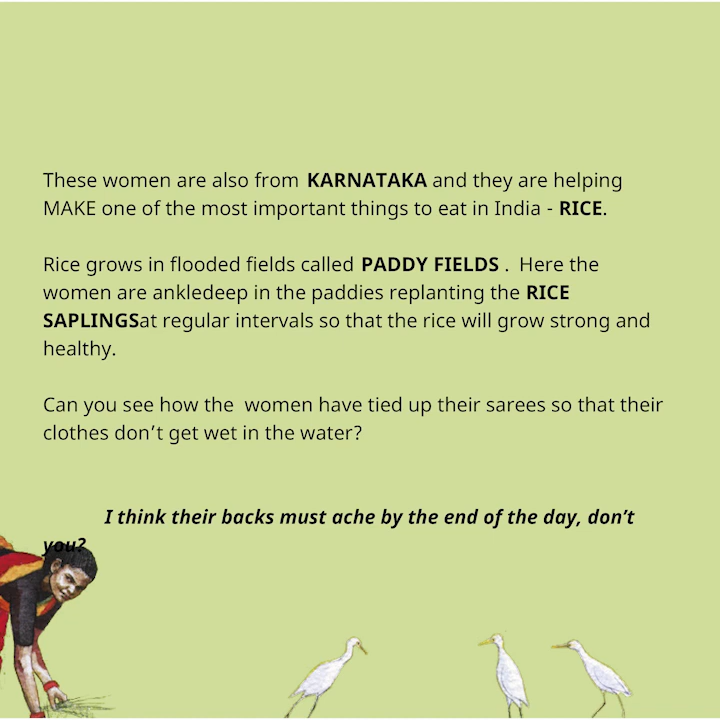 These women are also from KARNATAKA and they are helping
MAKE one of the most important things to eat in India - RICE.
Rice grows in flooded fields called PADDY FIELDS . Here the
women are ankledeep in the paddies replanting the RICE
SAPLINGSat regular intervals so that the rice will grow strong and
healthy.
Can you see how the women have tied up their sarees so that their
clothes don't get wet in the water?
I think their backs must ache by the end of the day, don't
you?